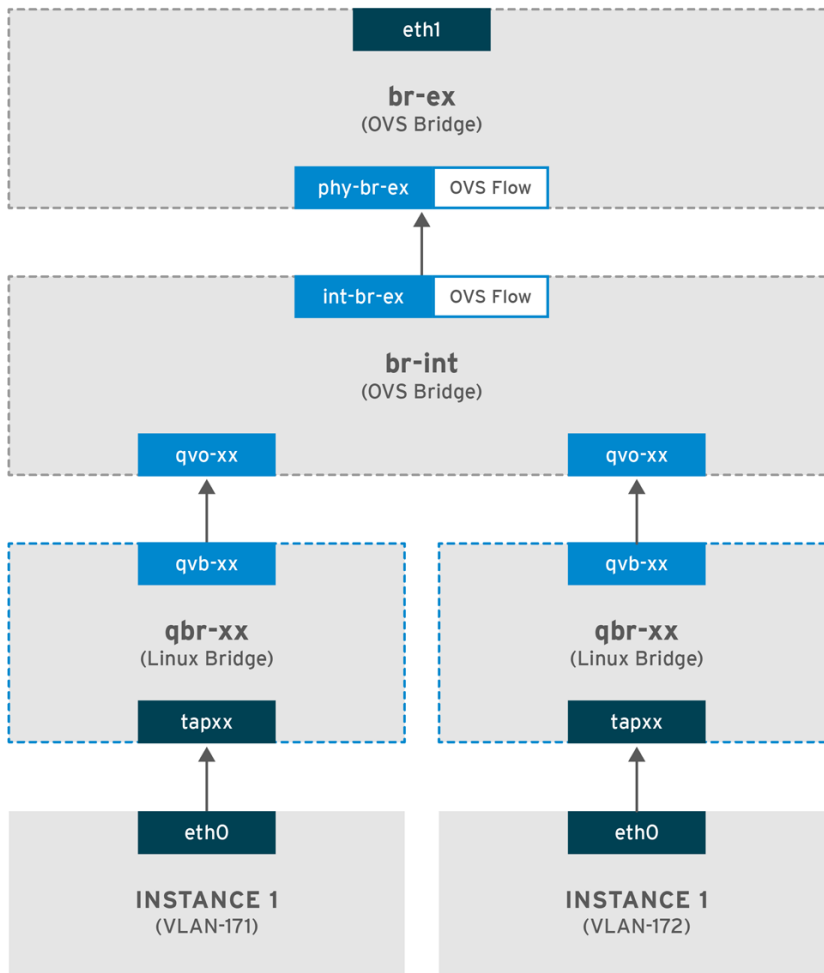 eth1
br-ex
(OVS Bridge)
phy-br-ex OVS Flow
int-br-ex OVS Flow
br-int
(OVS Bridge)
qvo-xx qvo-xx
qvb-xx qvb-xx
qbr-xx qbr-xx
(Linux Bridge) (Linux Bridge)
tapxx tapxx
eth0 eth0
INSTANCE 1 INSTANCE 1
(VLAN-171) (VLAN-172)